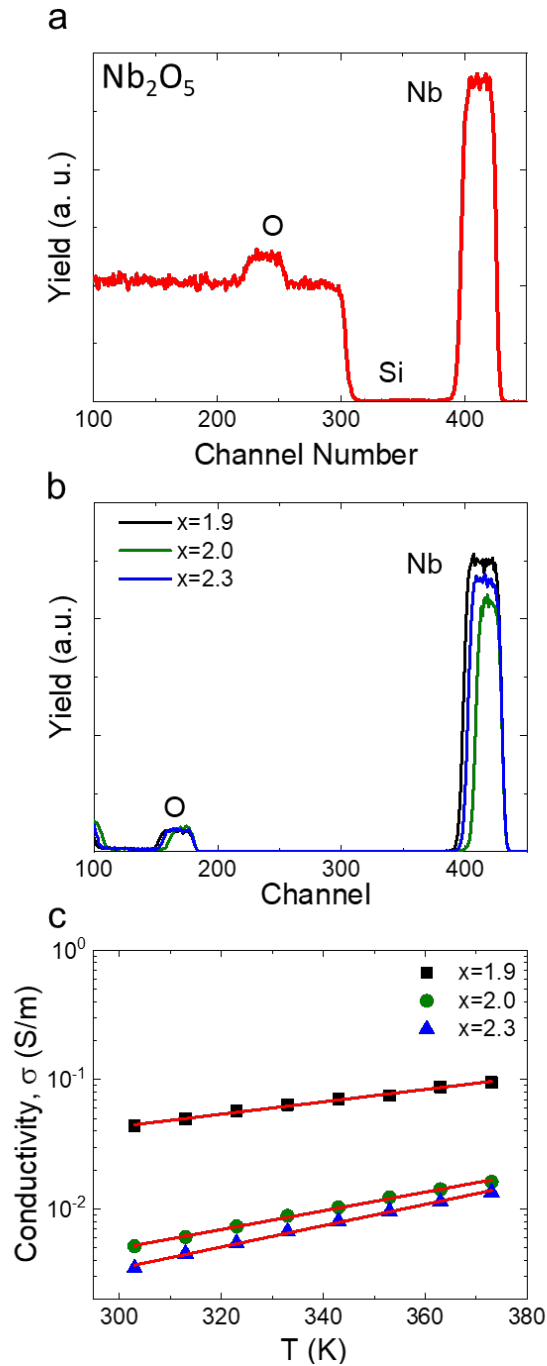 a
Nb₂O₅
Nb
O
Si
Yield (a. u.)
100 200 300 400
Channel Number
b
x=1.9
x=2.0
x=2.3
Nb
O
Yield (a.u.)
100 200 300 400
Channel
c
10⁰
10⁻¹
10⁻²
x=1.9
x=2.0
x=2.3
Conductivity, σ (S/m)
300 320 340 360 380
T (K)